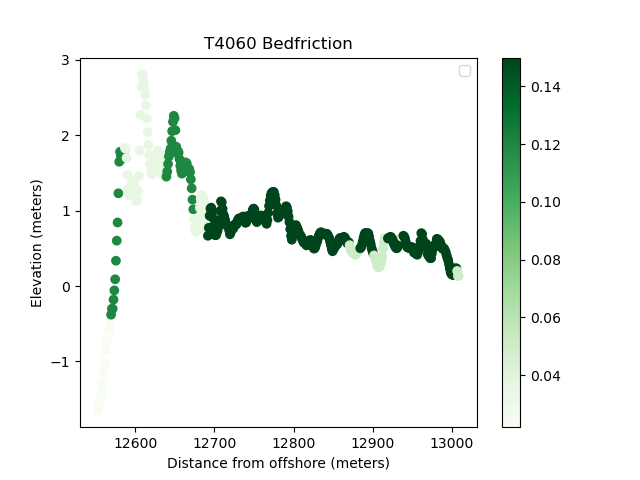 T4060 Bedfriction
3
2
1
0
−1
Elevation (meters)
12600 12700 12800 12900 13000
Distance from offshore (meters)
0.14
0.12
0.10
0.08
0.06
0.04